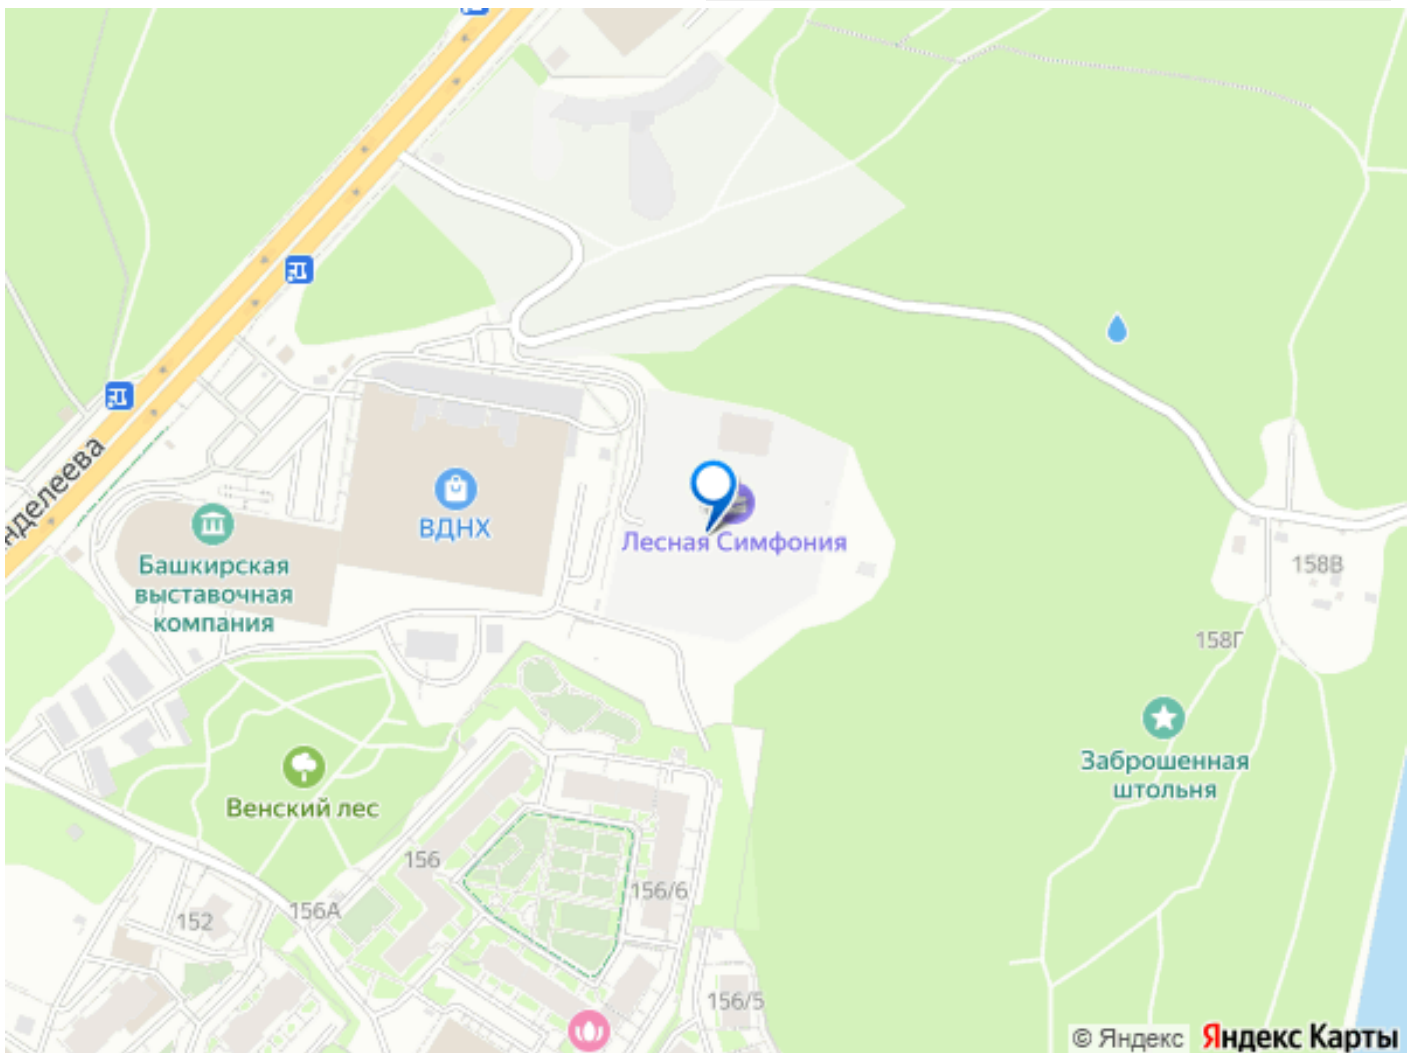 ВДНХ
Лесная Симфония
Башкирская
выставочная
компания
158В
158Г
Заброшенная
штольня
Венский лес
156
156/6
156А
152
156/5
© Яндекс
Яндекс Карты